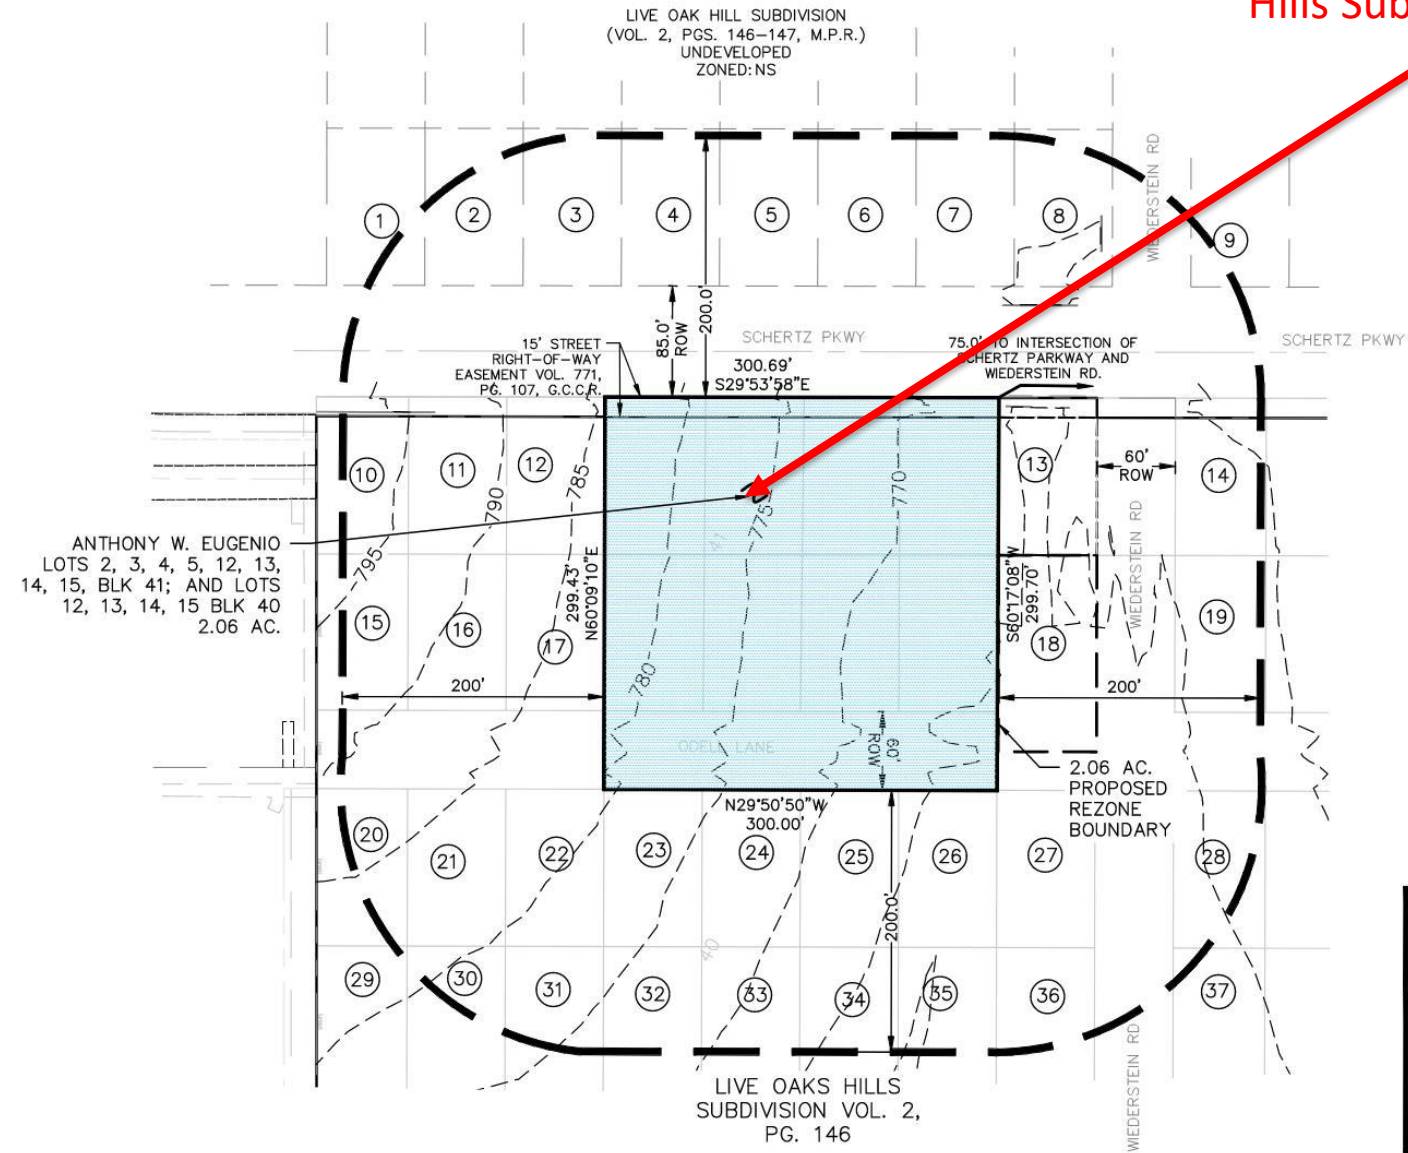 Hills Sub
LIVE OAK HILL SUBDIVISION
(VOL. 2, PGS. 146-147, M.P.R.)
UNDEVELOPED
ZONED: NS
WIEDERSTEIN RD
1
2
3
4
5
6
7
8
9
200.0'
85.0'
ROW
SCHERTZ PKWY
SCHERTZ PKWY
15' STREET
RIGHT-OF-WAY
EASEMENT VOL. 771,
PG. 107, G.C.C.R.
300.69'
S29°53'58"E
75.0' TO INTERSECTION OF
SCHERTZ PARKWAY AND
WIEDERSTEIN RD.
10
11
12
13
14
60'
ROW
795
790
785
780
775
770
41
WIEDERSTEIN RD
ANTHONY W. EUGENIO
LOTS 2, 3, 4, 5, 12, 13,
14, 15, BLK 41; AND LOTS
12, 13, 14, 15 BLK 40
2.06 AC.
299.43'
N60°09'10"E
S60°17'08"W
299.70'
15
16
17
18
19
200'
200'
ODELL LANE
60'
ROW
2.06 AC.
PROPOSED
REZONE
BOUNDARY
N29°50'50"W
300.00'
20
21
22
23
24
25
26
27
28
200.0'
40
29
30
31
32
33
34
35
36
37
WIEDERSTEIN RD
LIVE OAKS HILLS
SUBDIVISION VOL. 2,
PG. 146